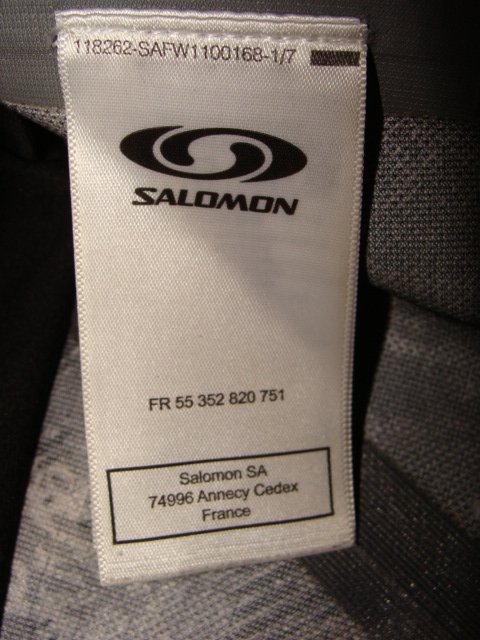 118262-SAFW1100168-1/7
SALOMON
FR 55 352 820 751
Salomon SA
74996 Annecy Cedex
France